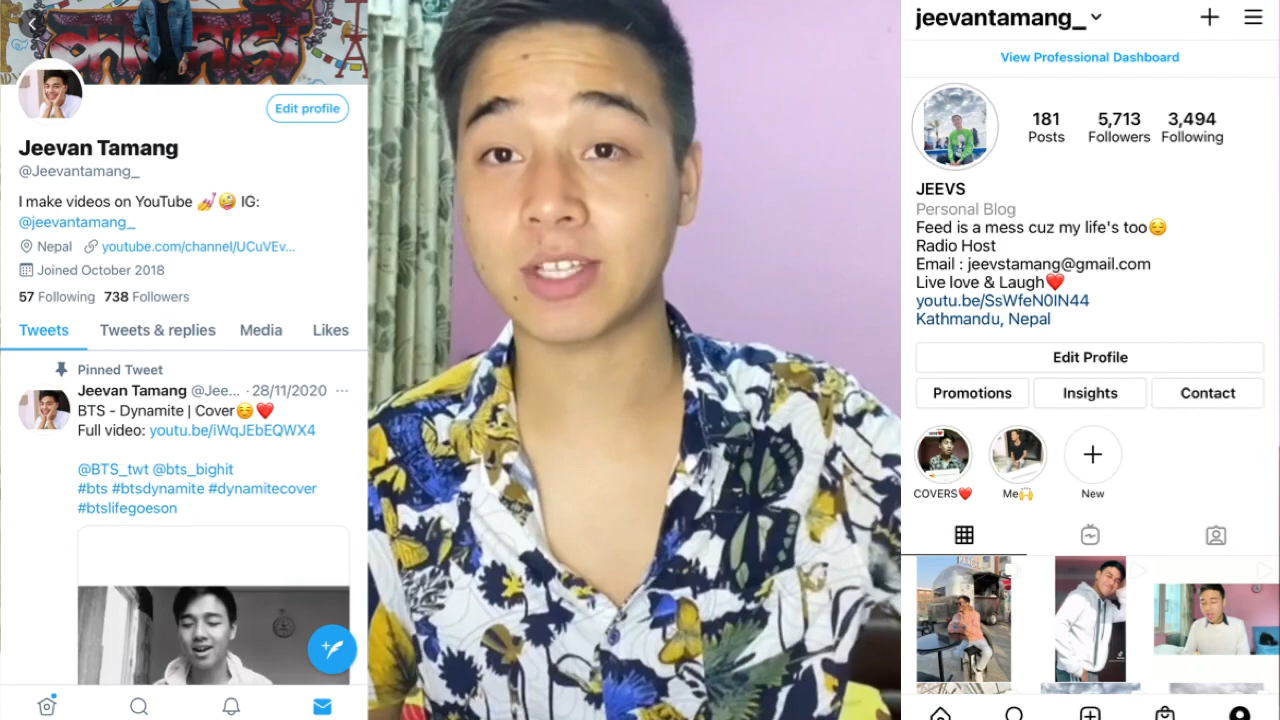 Edit profile
Jeevan Tamang
@Jeevantamang_
I make videos on YouTube 💅🤪 IG:
@jeevantamang_
Nepal youtube.com/channel/UCuVEv...
Joined October 2018
57 Following 738 Followers
Tweets Tweets & replies Media Likes
Pinned Tweet
Jeevan Tamang @Jee... · 28/11/2020 ···
BTS - Dynamite | Cover☺️❤️
Full video: youtu.be/iWqJEbEQWX4
@BTS_twt @bts_bighit
#bts #btsdynamite #dynamitecover
#btslifegoeson
jeevantamang_
View Professional Dashboard
181 5,713 3,494
Posts Followers Following
JEEVS
Personal Blog
Feed is a mess cuz my life's too😌
Radio Host
Email : jeevstamang@gmail.com
Live love & Laugh❤️
youtu.be/SsWfeN0lN44
Kathmandu, Nepal
Edit Profile
Promotions Insights Contact
COVERS❤️ Me🙌 New